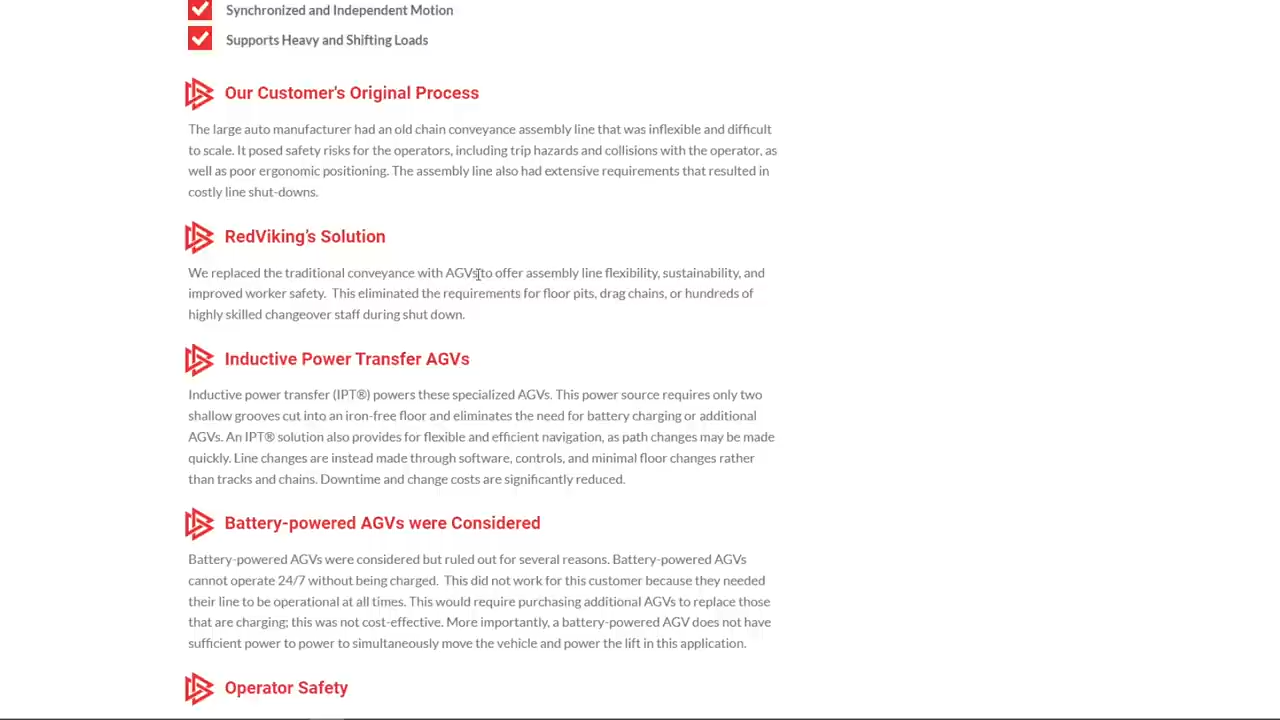 Synchronized and Independent Motion
Supports Heavy and Shifting Loads
Our Customer's Original Process
The large auto manufacturer had an old chain conveyance assembly line that was inflexible and difficult
to scale. It posed safety risks for the operators, including trip hazards and collisions with the operator, as
well as poor ergonomic positioning. The assembly line also had extensive requirements that resulted in
costly line shut-downs.
RedViking’s Solution
We replaced the traditional conveyance with AGVs to offer assembly line flexibility, sustainability, and
improved worker safety.  This eliminated the requirements for floor pits, drag chains, or hundreds of
highly skilled changeover staff during shut down.
Inductive Power Transfer AGVs
Inductive power transfer (IPT®) powers these specialized AGVs. This power source requires only two
shallow grooves cut into an iron-free floor and eliminates the need for battery charging or additional
AGVs. An IPT® solution also provides for flexible and efficient navigation, as path changes may be made
quickly. Line changes are instead made through software, controls, and minimal floor changes rather
than tracks and chains. Downtime and change costs are significantly reduced.
Battery-powered AGVs were Considered
Battery-powered AGVs were considered but ruled out for several reasons. Battery-powered AGVs
cannot operate 24/7 without being charged.  This did not work for this customer because they needed
their line to be operational at all times. This would require purchasing additional AGVs to replace those
that are charging; this was not cost-effective. More importantly, a battery-powered AGV does not have
sufficient power to power to simultaneously move the vehicle and power the lift in this application.
Operator Safety